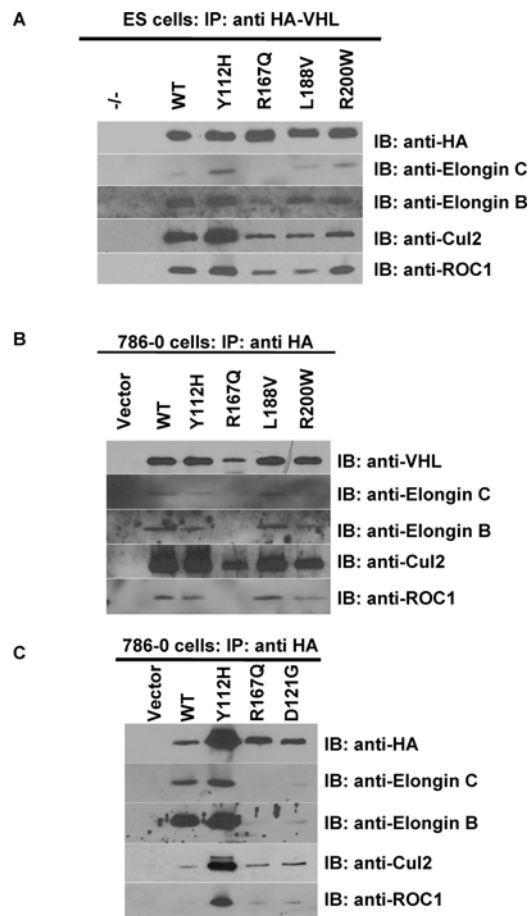 A
ES cells: IP: anti HA-VHL
-/- WT Y112H R167Q L188V R200W
IB: anti-HA
IB: anti-Elongin C
IB: anti-Elongin B
IB: anti-Cul2
IB: anti-ROC1
B
786-0 cells: IP: anti HA
Vector WT Y112H R167Q L188V R200W
IB: anti-VHL
IB: anti-Elongin C
IB: anti-Elongin B
IB: anti-Cul2
IB: anti-ROC1
C
786-0 cells: IP: anti HA
Vector WT Y112H R167Q D121G
IB: anti-HA
IB: anti-Elongin C
IB: anti-Elongin B
IB: anti-Cul2
IB: anti-ROC1